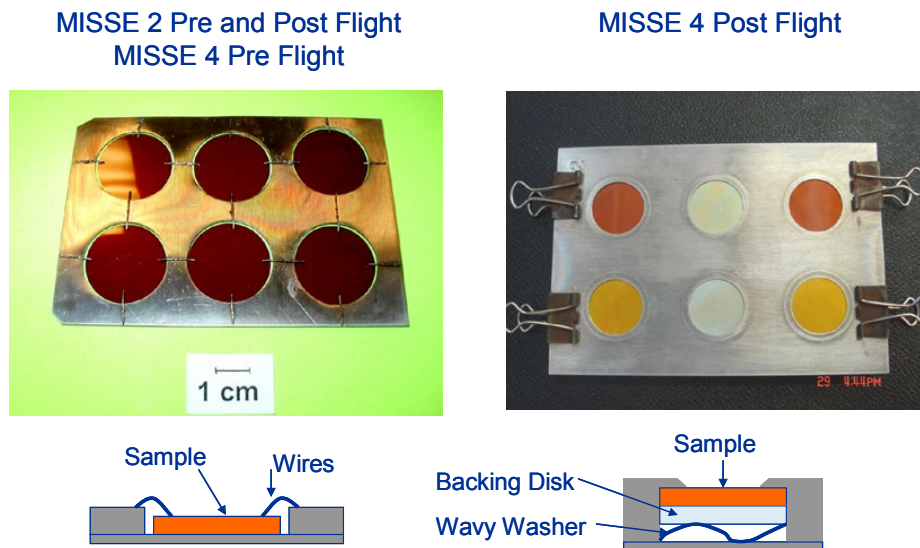 MISSE 2 Pre and Post Flight
MISSE 4 Pre Flight
MISSE 4 Post Flight
1 cm
29 4:44PM
Sample
Wires
Sample
Backing Disk
Wavy Washer